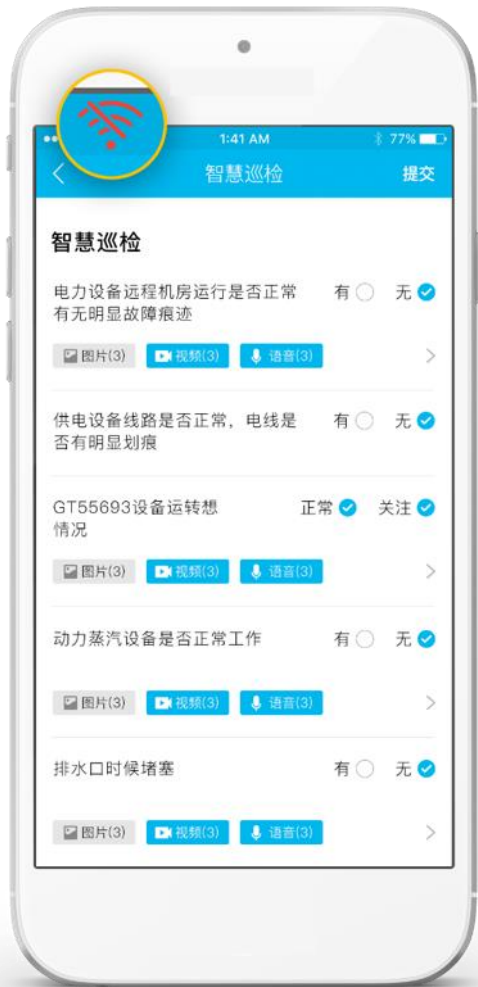 1:41 AM
77%
智慧巡检
提交
智慧巡检
电力设备远程机房运行是否正常
有 无
有无明显故障痕迹
图片(3) 视频(3) 语音(3)
供电设备线路是否正常，电线是
有 无
否有明显划痕
GT55693设备运转想
正常 关注
情况
图片(3) 视频(3) 语音(3)
动力蒸汽设备是否正常工作
有 无
图片(3) 视频(3) 语音(3)
排水口时候堵塞
有 无
图片(3) 视频(3) 语音(3)